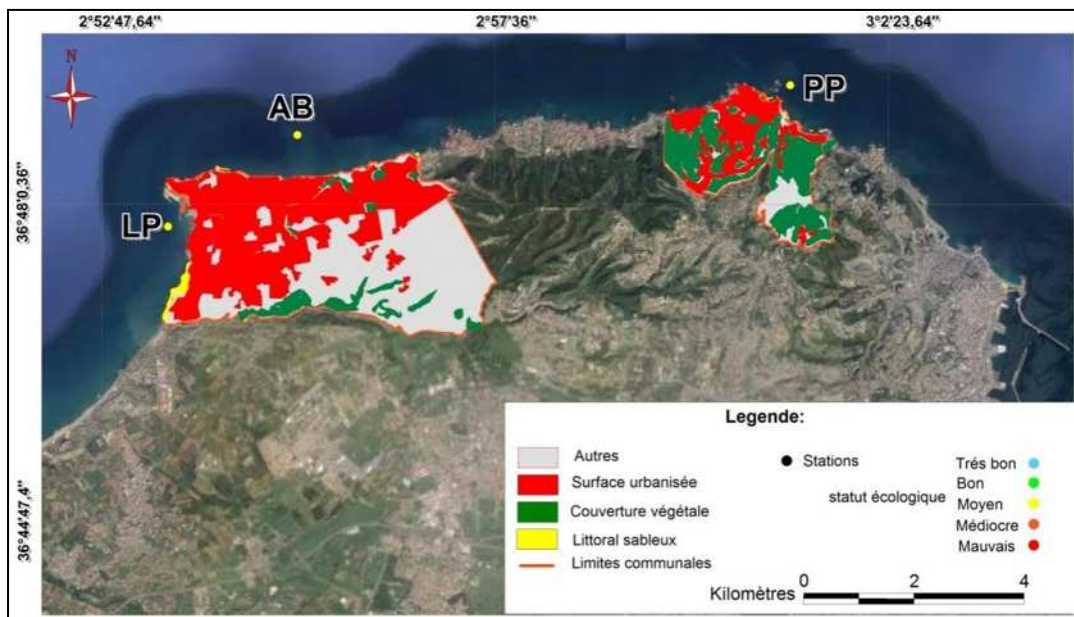 2°52'47,64" 2°57'36" 3°2'23,64"
N
AB
PP
LP
36°48'0,36"
36°44'47,4"
Legende:
Autres
Surface urbanisée
Couverture végétale
Littoral sableux
Limites communales
Stations
statut écologique
Trés bon
Bon
Moyen
Médiocre
Mauvais
0 2 4
Kilomètres